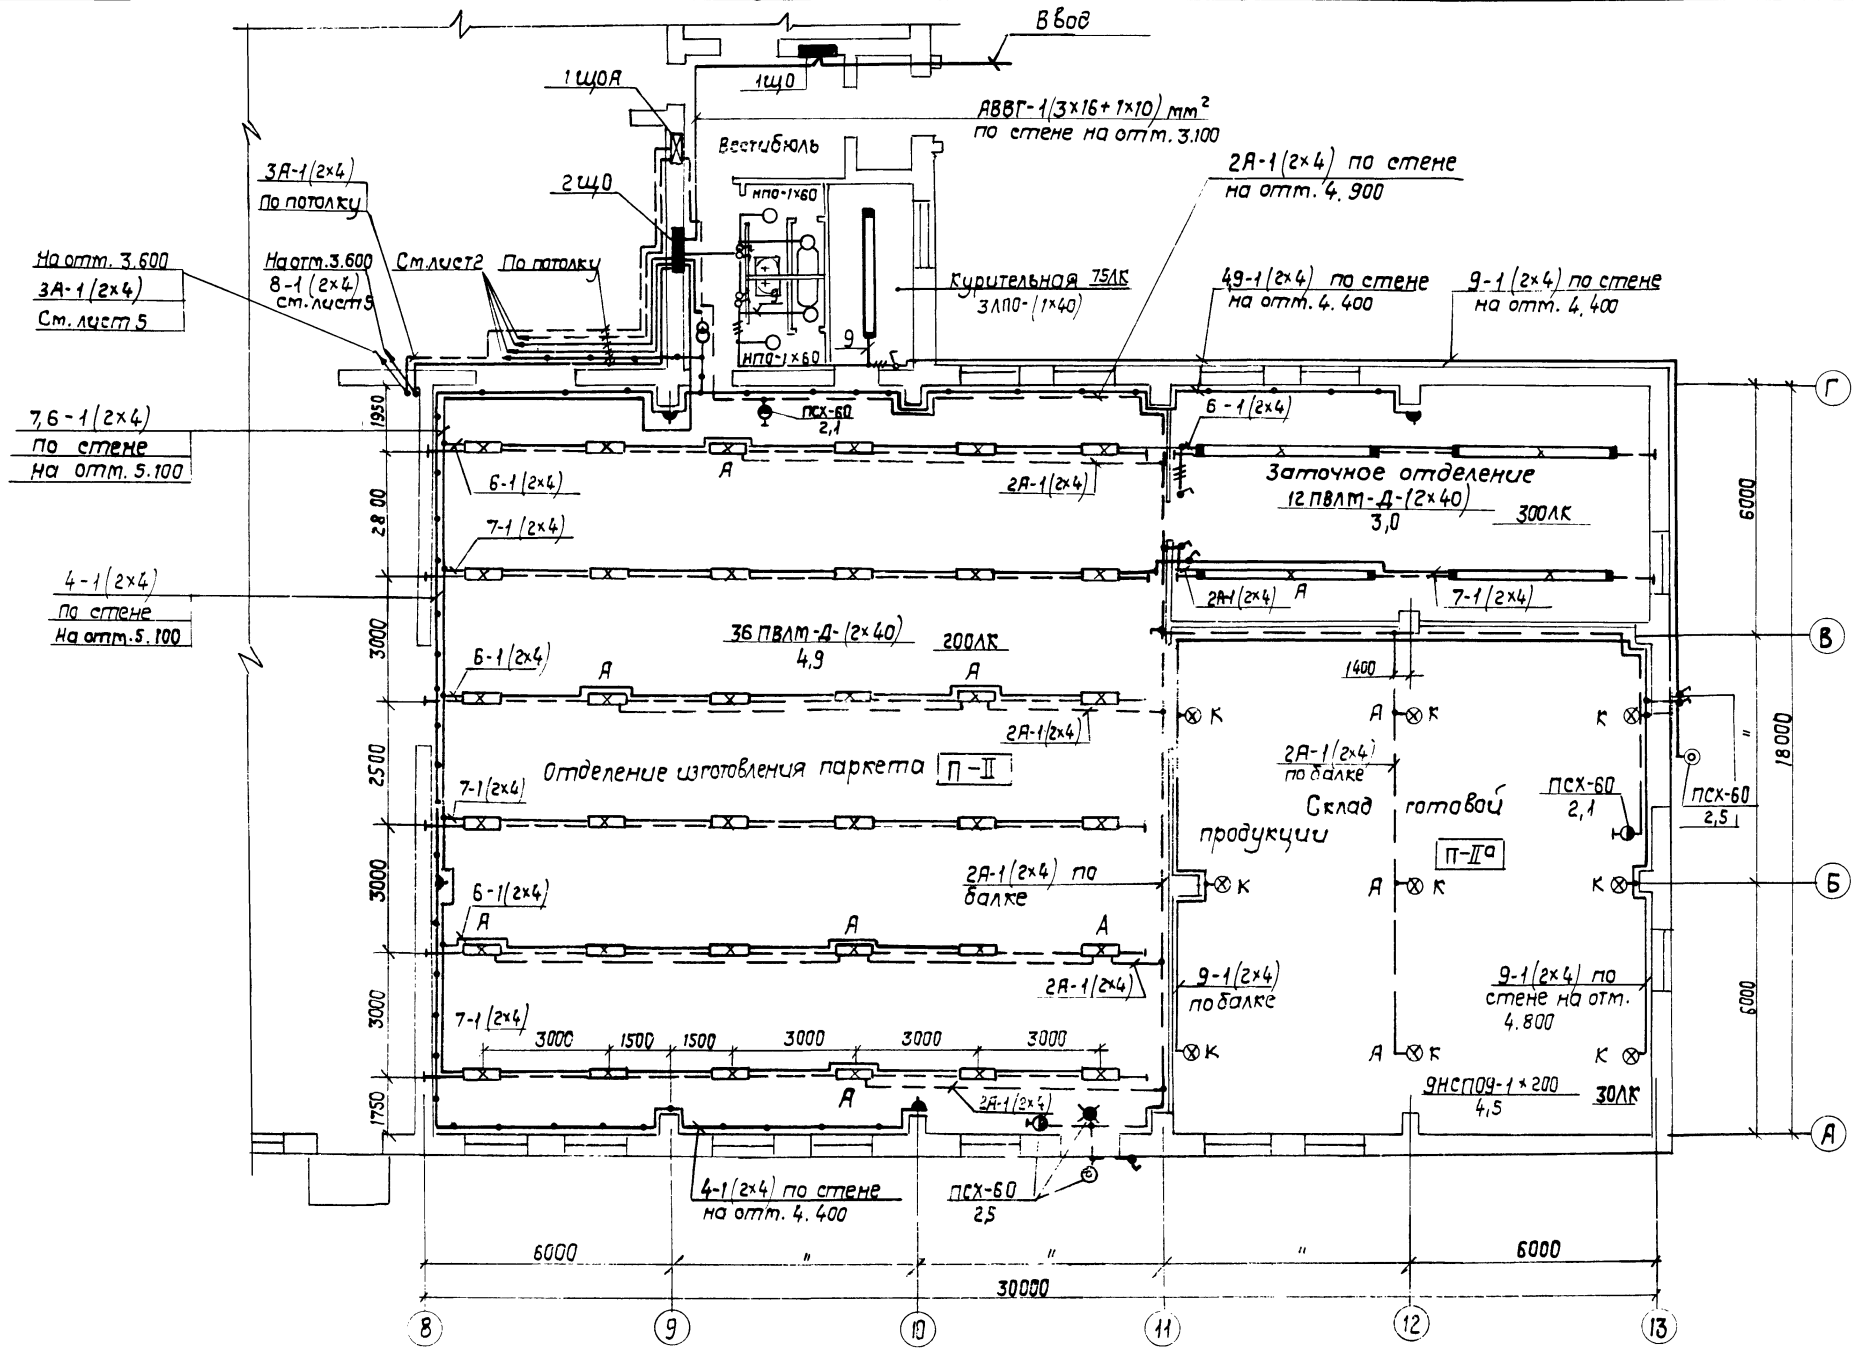 Ввод
1ЩОА
1ЩО
АВВГ-1(3×16+1×10) мм²
по стене на отм. 3.100
Вестибюль
2А-1(2×4) по стене
на отм. 4.900
3А-1(2×4)
По потолку
2ЩО
НПО-1×60
На отм. 3.600
3А-1(2×4)
См. лист 5
На отм. 3.600
8-1(2×4)
см. лист 5
См. лист 2
По потолку
Курительная 75ЛК
3ЛПО-(1×40)
49-1(2×4) по стене
на отм. 4.400
9-1(2×4) по стене
на отм. 4.400
9
НПО-1×60
Г
7,6-1(2×4)
по стене
на отм. 5.100
1950
ПСХ-60
2,1
6-1(2×4)
А
6-1(2×4)
2А-1(2×4)
Заточное отделение
12ПВЛМ-Д-(2×40)
3,0
300ЛК
6000
2800
7-1(2×4)
4-1(2×4)
по стене
на отм. 5.100
2А-1(2×4)
А
7-1(2×4)
3000
36ПВЛМ-Д-(2×40)
4,9
200ЛК
В
6-1(2×4)
А
А
1400
2А-1(2×4)
К
А
К
К
"
18000
2500
Отделение изготовления паркета
П-II
2А-1(2×4)
по балке
7-1(2×4)
ПСХ-60
2,1
ПСХ-60
2,5
Склад готовой
продукции
П-IIа
3000
2А-1(2×4) по
балке
6-1(2×4)
К
А
К
К
Б
А
А
А
2А-1(2×4)
9-1(2×4)
по балке
9-1(2×4) по
стене на отм.
4.800
6000
3000
7-1(2×4)
3000
1500
1500
3000
3000
3000
К
А
К
К
А
2А-1(2×4)
9НСП09-1×200
4,5
30ЛК
1750
А
4-1(2×4) по стене
на отм. 4.400
ПСХ-60
2,5
6000
"
"
"
6000
30000
8
9
10
11
12
13